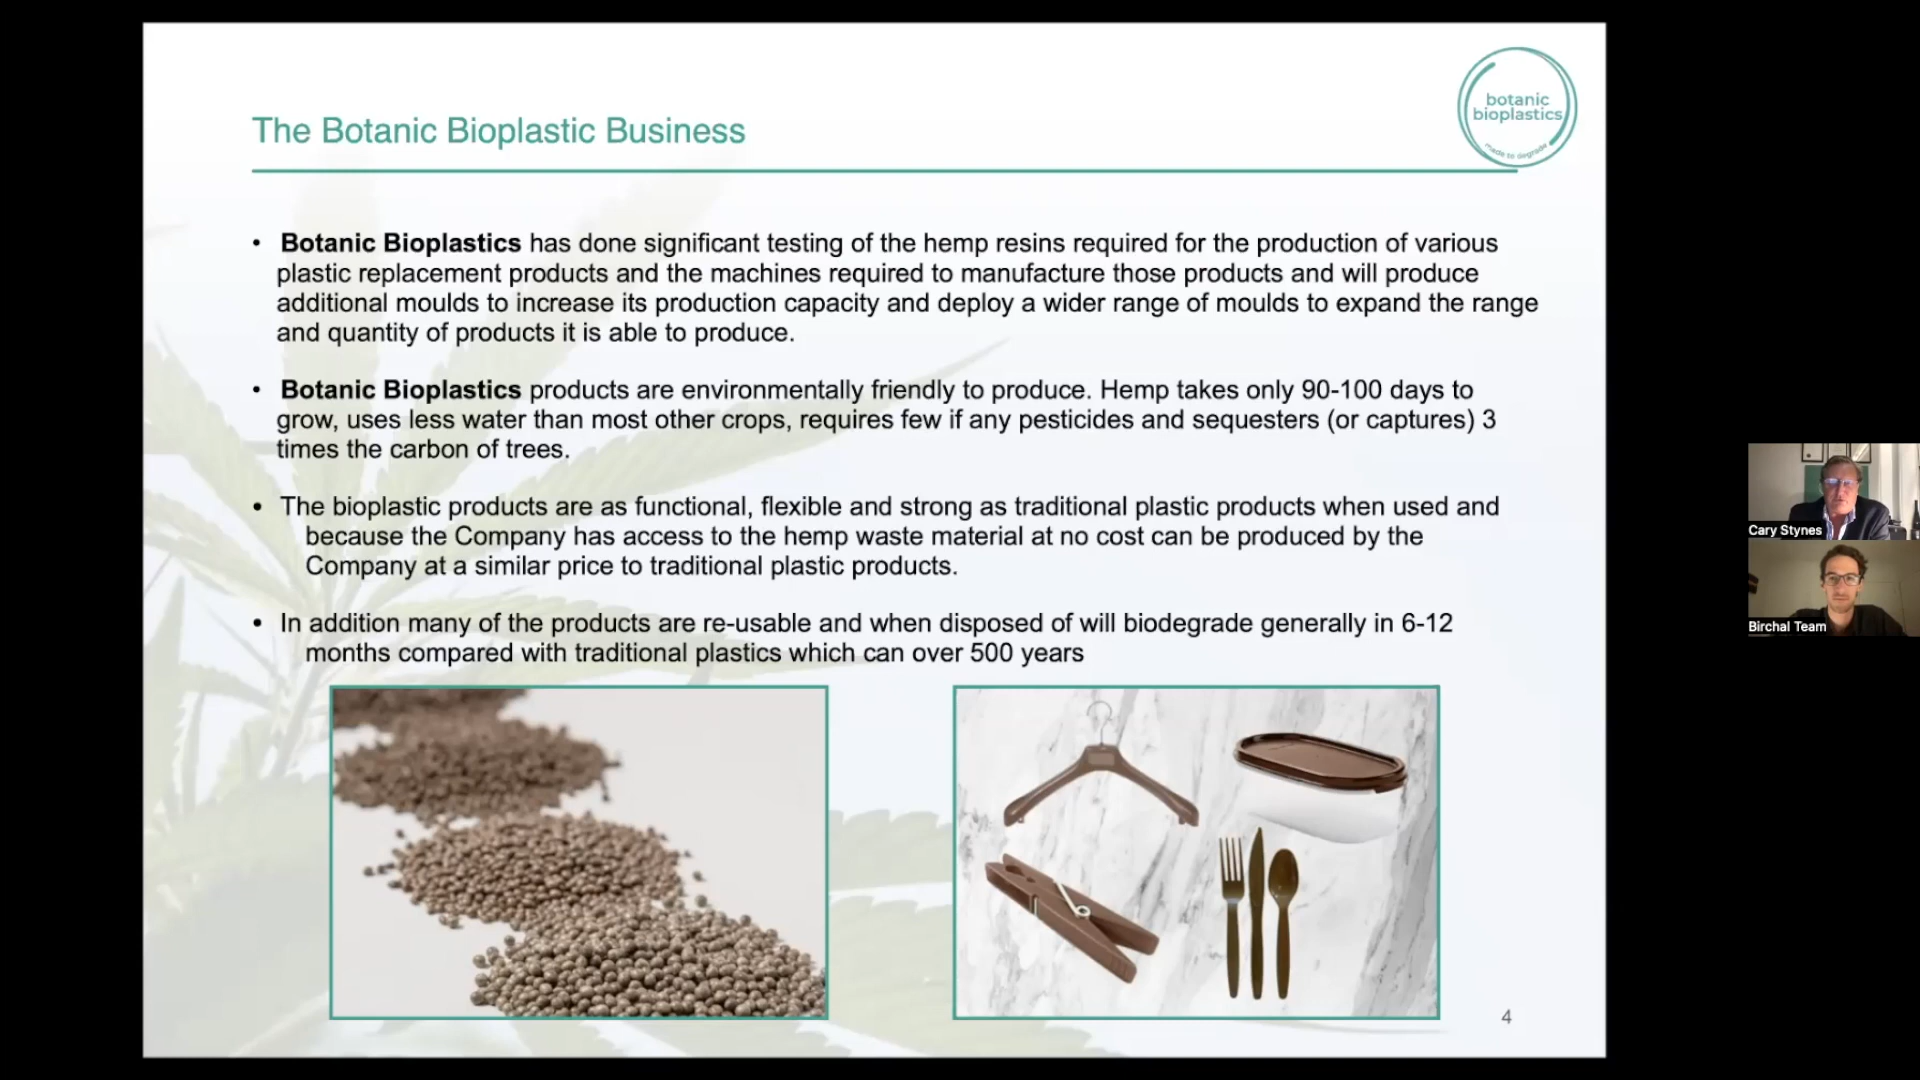 botanic
bioplastics
made to degrade
The Botanic Bioplastic Business
• Botanic Bioplastics has done significant testing of the hemp resins required for the production of various
plastic replacement products and the machines required to manufacture those products and will produce
additional moulds to increase its production capacity and deploy a wider range of moulds to expand the range
and quantity of products it is able to produce.
• Botanic Bioplastics products are environmentally friendly to produce. Hemp takes only 90-100 days to
grow, uses less water than most other crops, requires few if any pesticides and sequesters (or captures) 3
times the carbon of trees.
• The bioplastic products are as functional, flexible and strong as traditional plastic products when used and
because the Company has access to the hemp waste material at no cost can be produced by the
Company at a similar price to traditional plastic products.
• In addition many of the products are re-usable and when disposed of will biodegrade generally in 6-12
months compared with traditional plastics which can over 500 years
4
Cary Stynes
Birchal Team